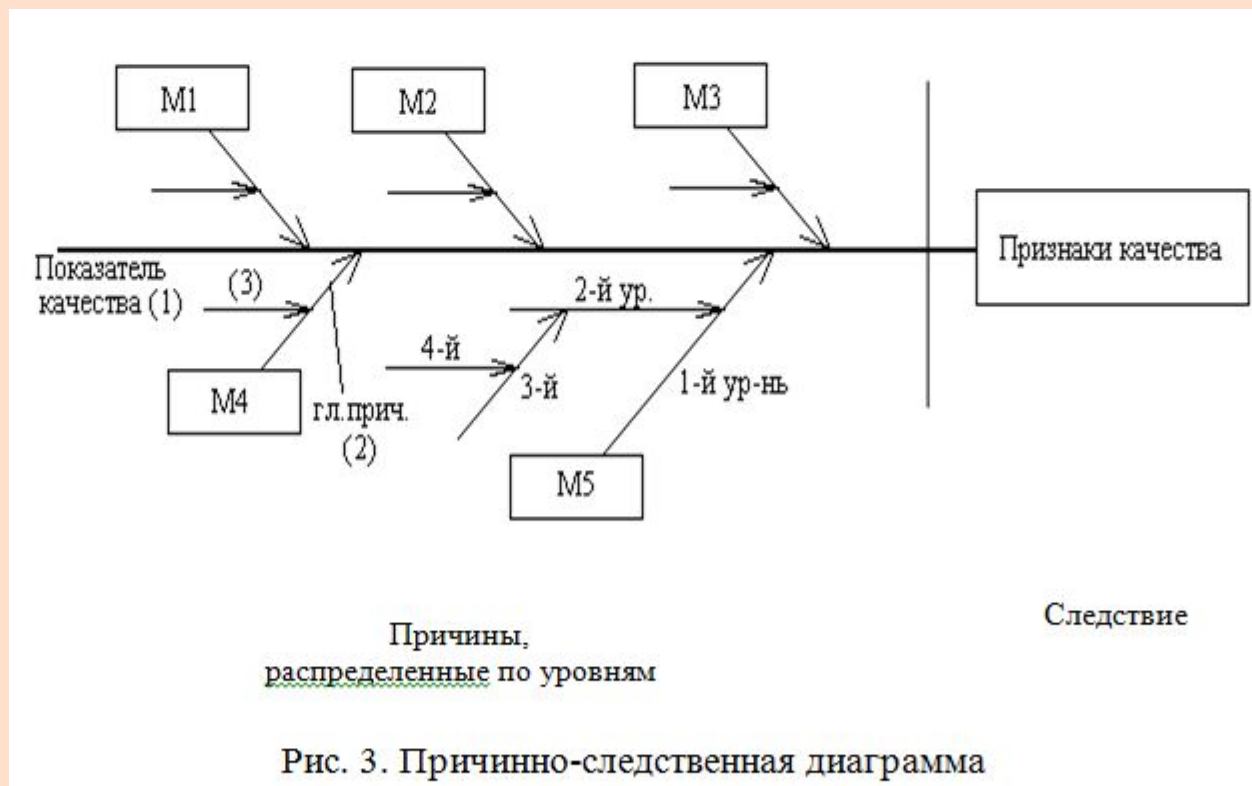 М1
М2
М3
Признаки качества
Показатель
качества (1)
(3)
2-й ур.
4-й
3-й
1-й ур-нь
М4
гл.прич.
(2)
М5
Следствие
Причины,
распределенные по уровням
Рис. 3. Причинно-следственная диаграмма